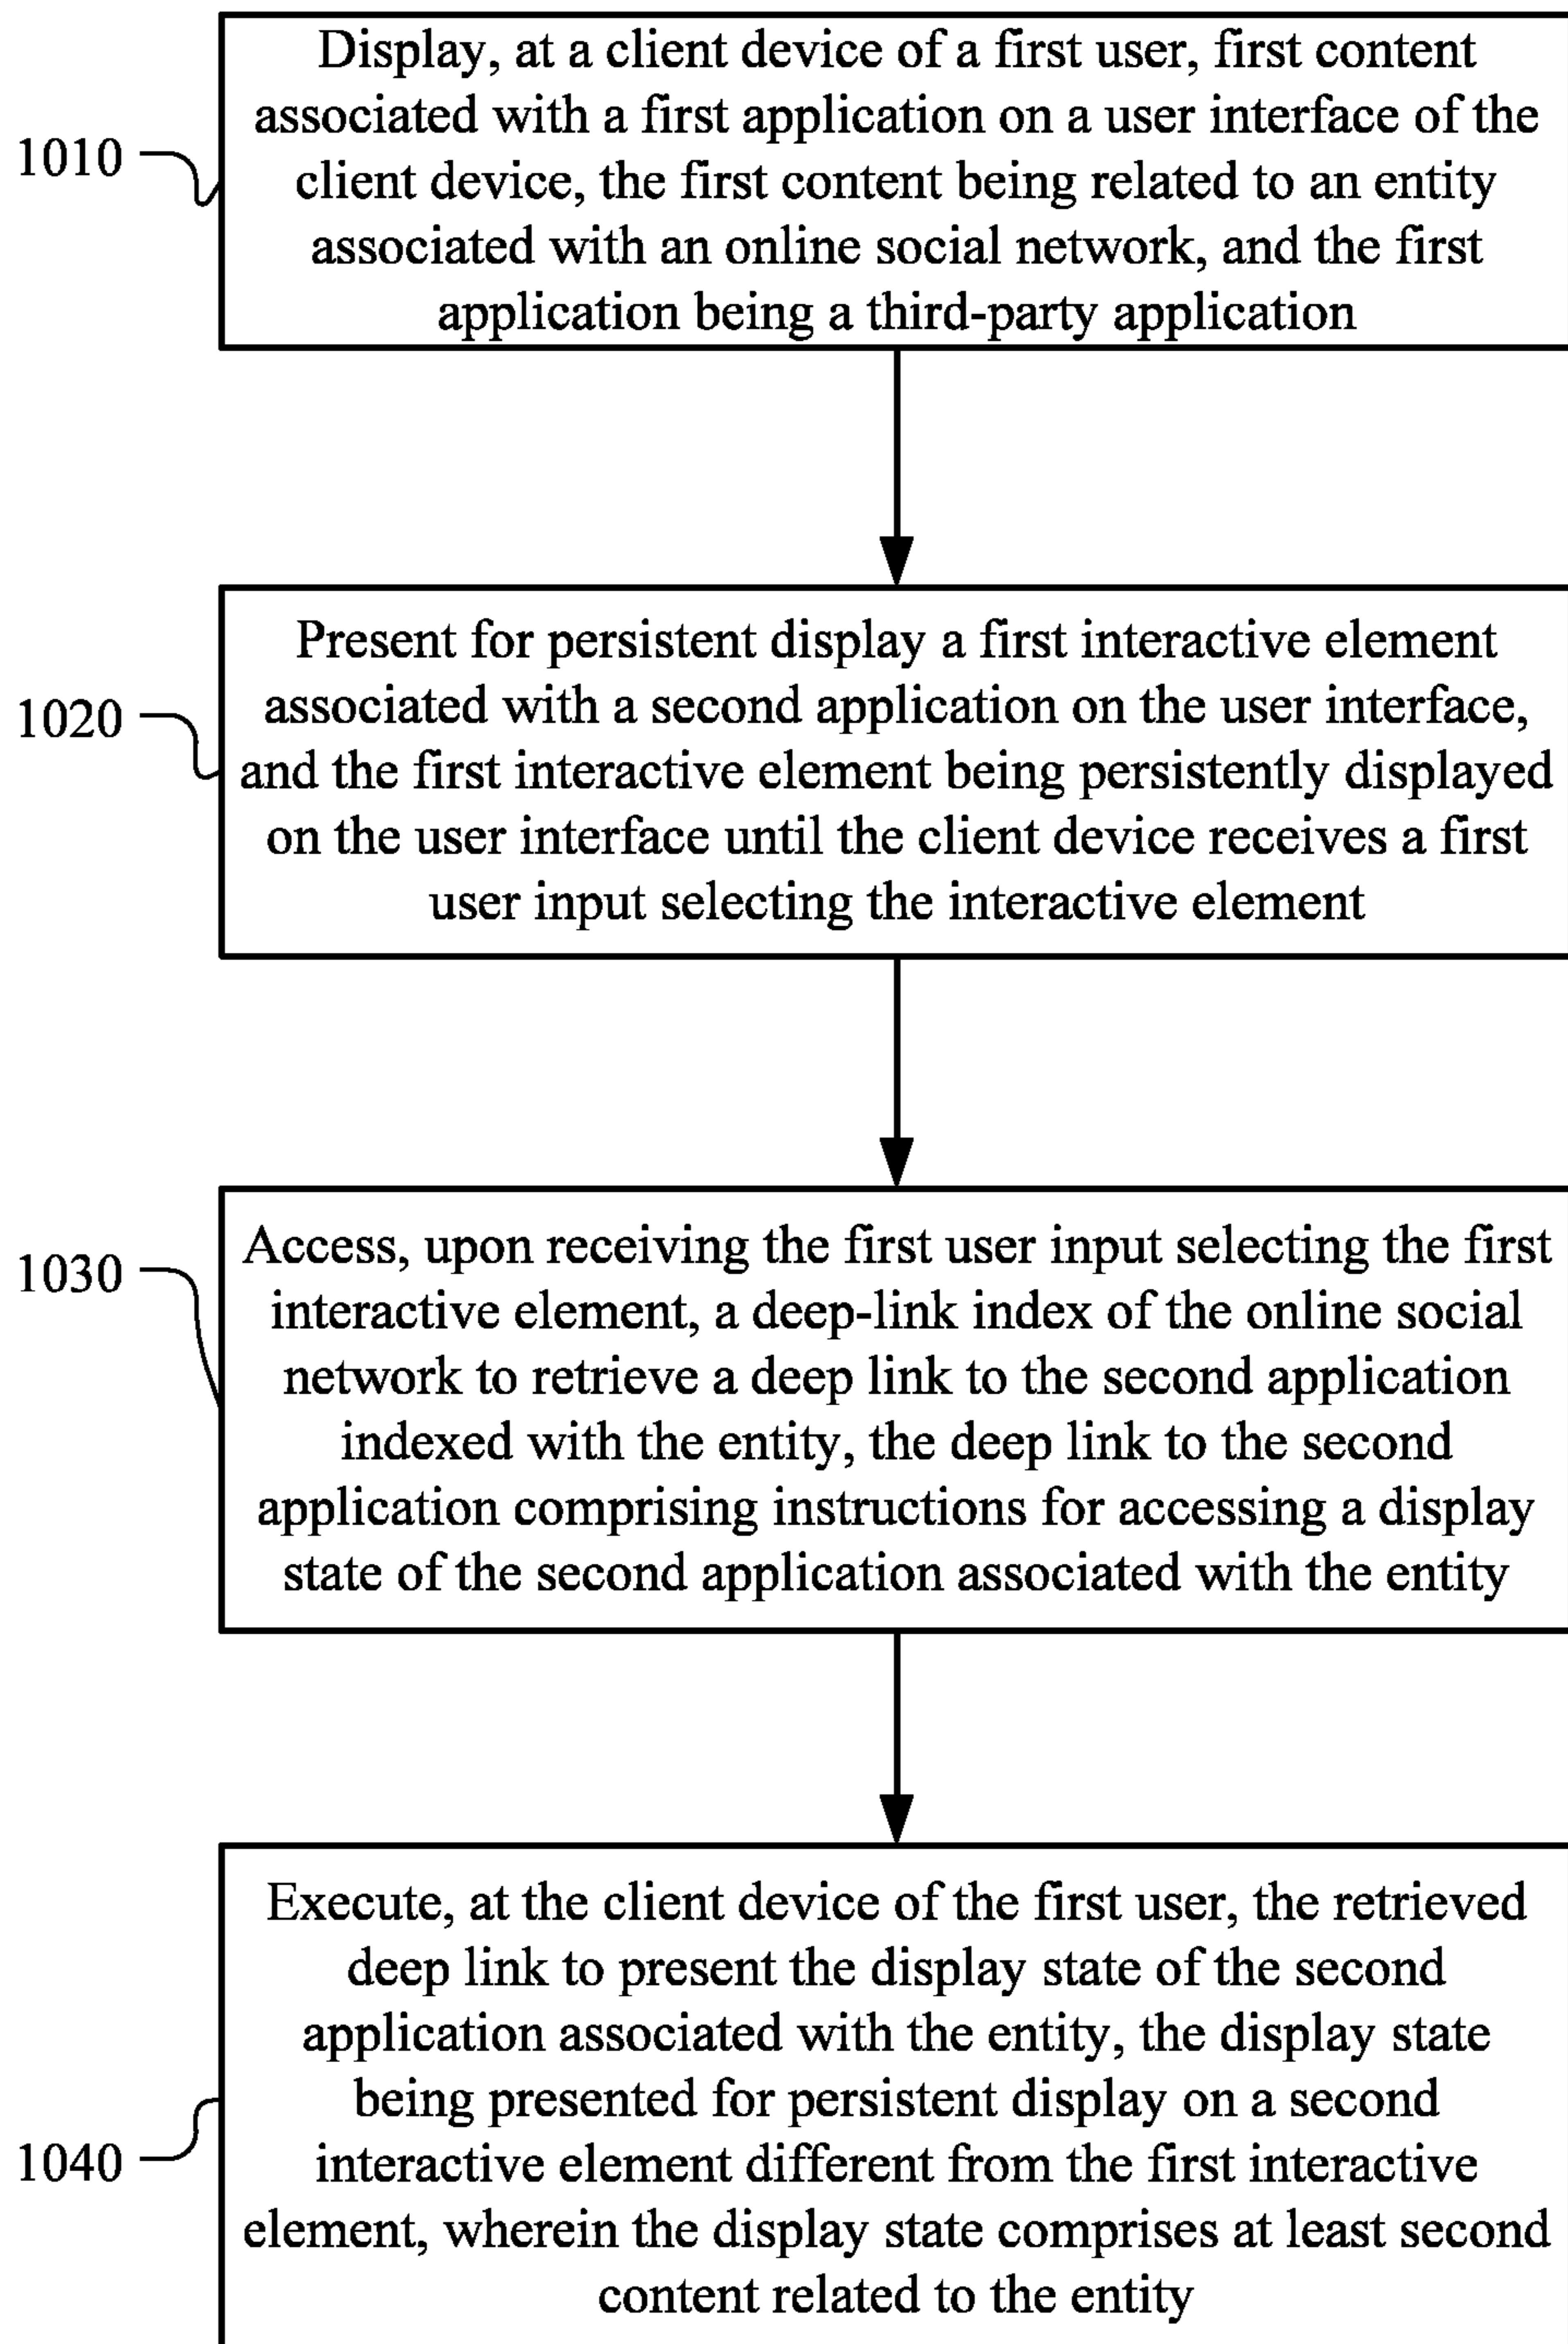 Display, at a client device of a first user, first content
associated with a first application on a user interface of the
1010
client device, the first content being related to an entity
associated with an online social network, and the first
application being a third-party application
Present for persistent display a first interactive element
associated with a second application on the user interface,
1020
and the first interactive element being persistently displayed
on the user interface until the client device receives a first
user input selecting the interactive element
Access, upon receiving the first user input selecting the first
1030
interactive element, a deep-link index of the online social
network to retrieve a deep link to the second application
indexed with the entity, the deep link to the second
application comprising instructions for accessing a display
state of the second application associated with the entity
Execute, at the client device of the first user, the retrieved
deep link to present the display state of the second
application associated with the entity, the display state
being presented for persistent display on a second
1040
interactive element different from the first interactive
element, wherein the display state comprises at least second
content related to the entity